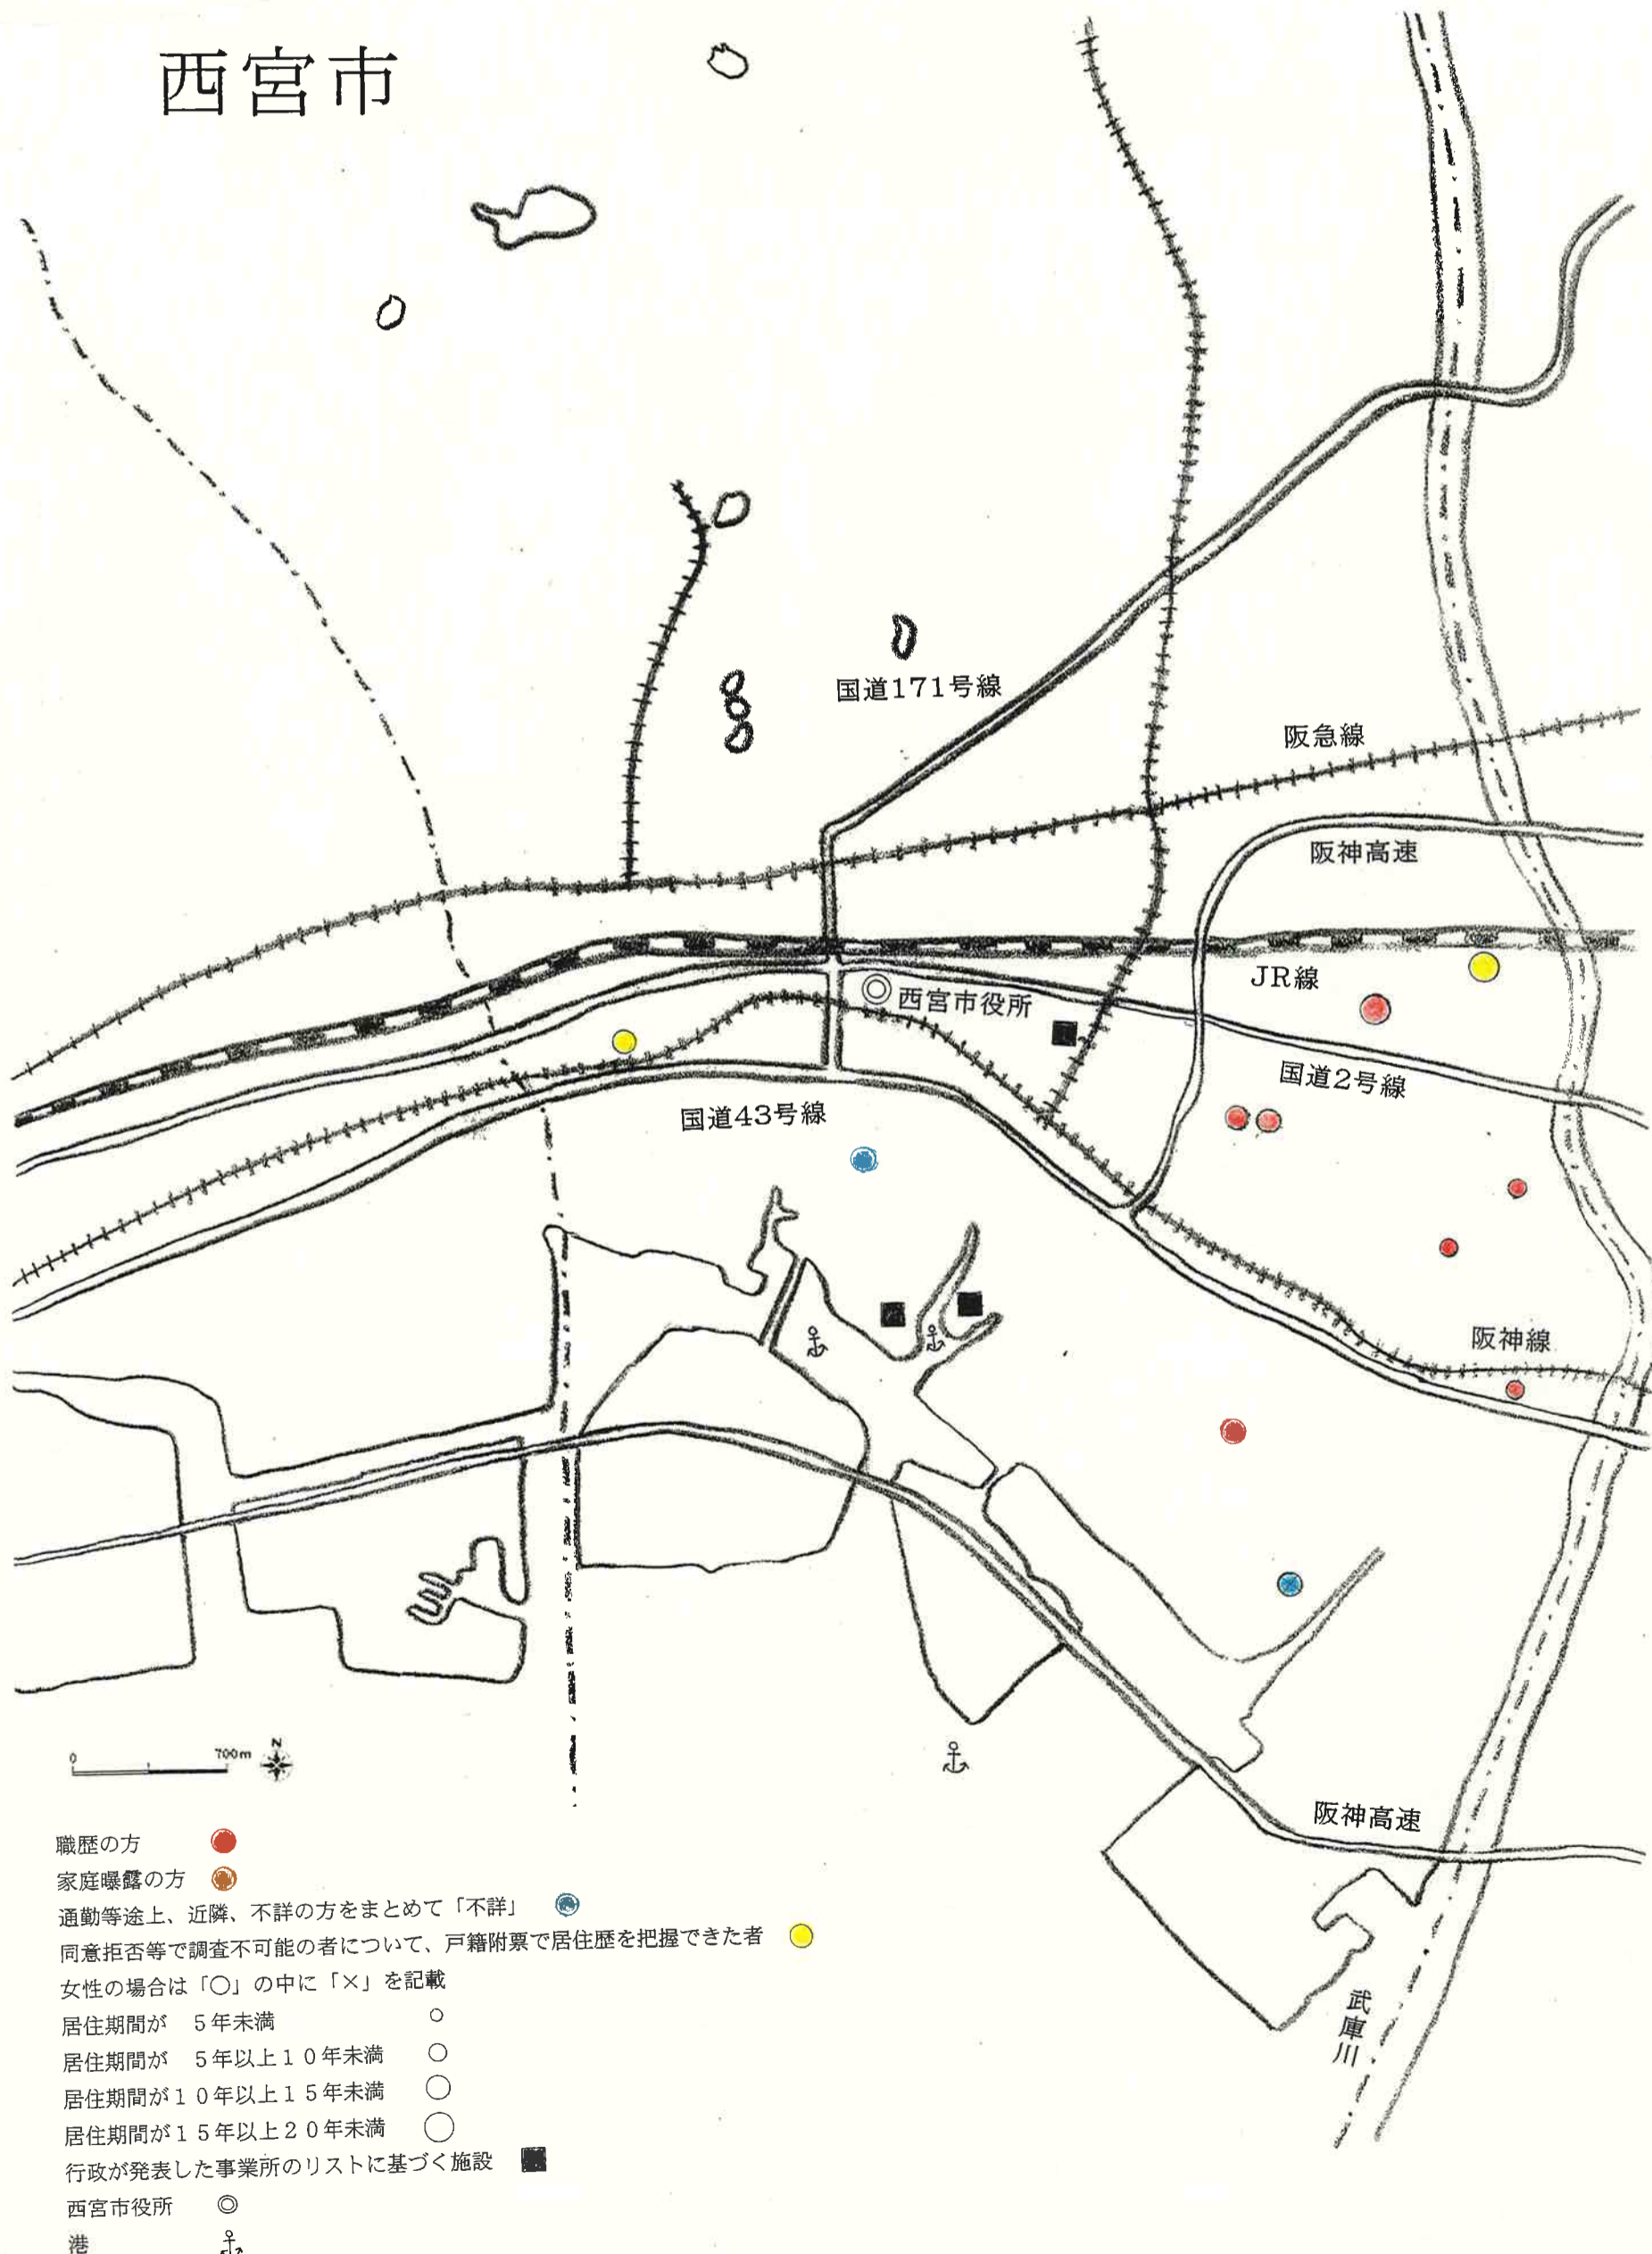 西宮市
国道171号線
阪急線
阪神高速
JR線
西宮市役所
国道2号線
国道43号線
阪神線
0 700m N
阪神高速
武庫川
職歴の方
家庭曝露の方
通勤等途上、近隣、不詳の方をまとめて「不詳」
同意拒否等で調査不可能の者について、戸籍附票で居住歴を把握できた者
女性の場合は「○」の中に「×」を記載
居住期間が 5年未満
居住期間が 5年以上10年未満
居住期間が10年以上15年未満
居住期間が15年以上20年未満
行政が発表した事業所のリストに基づく施設
西宮市役所
港